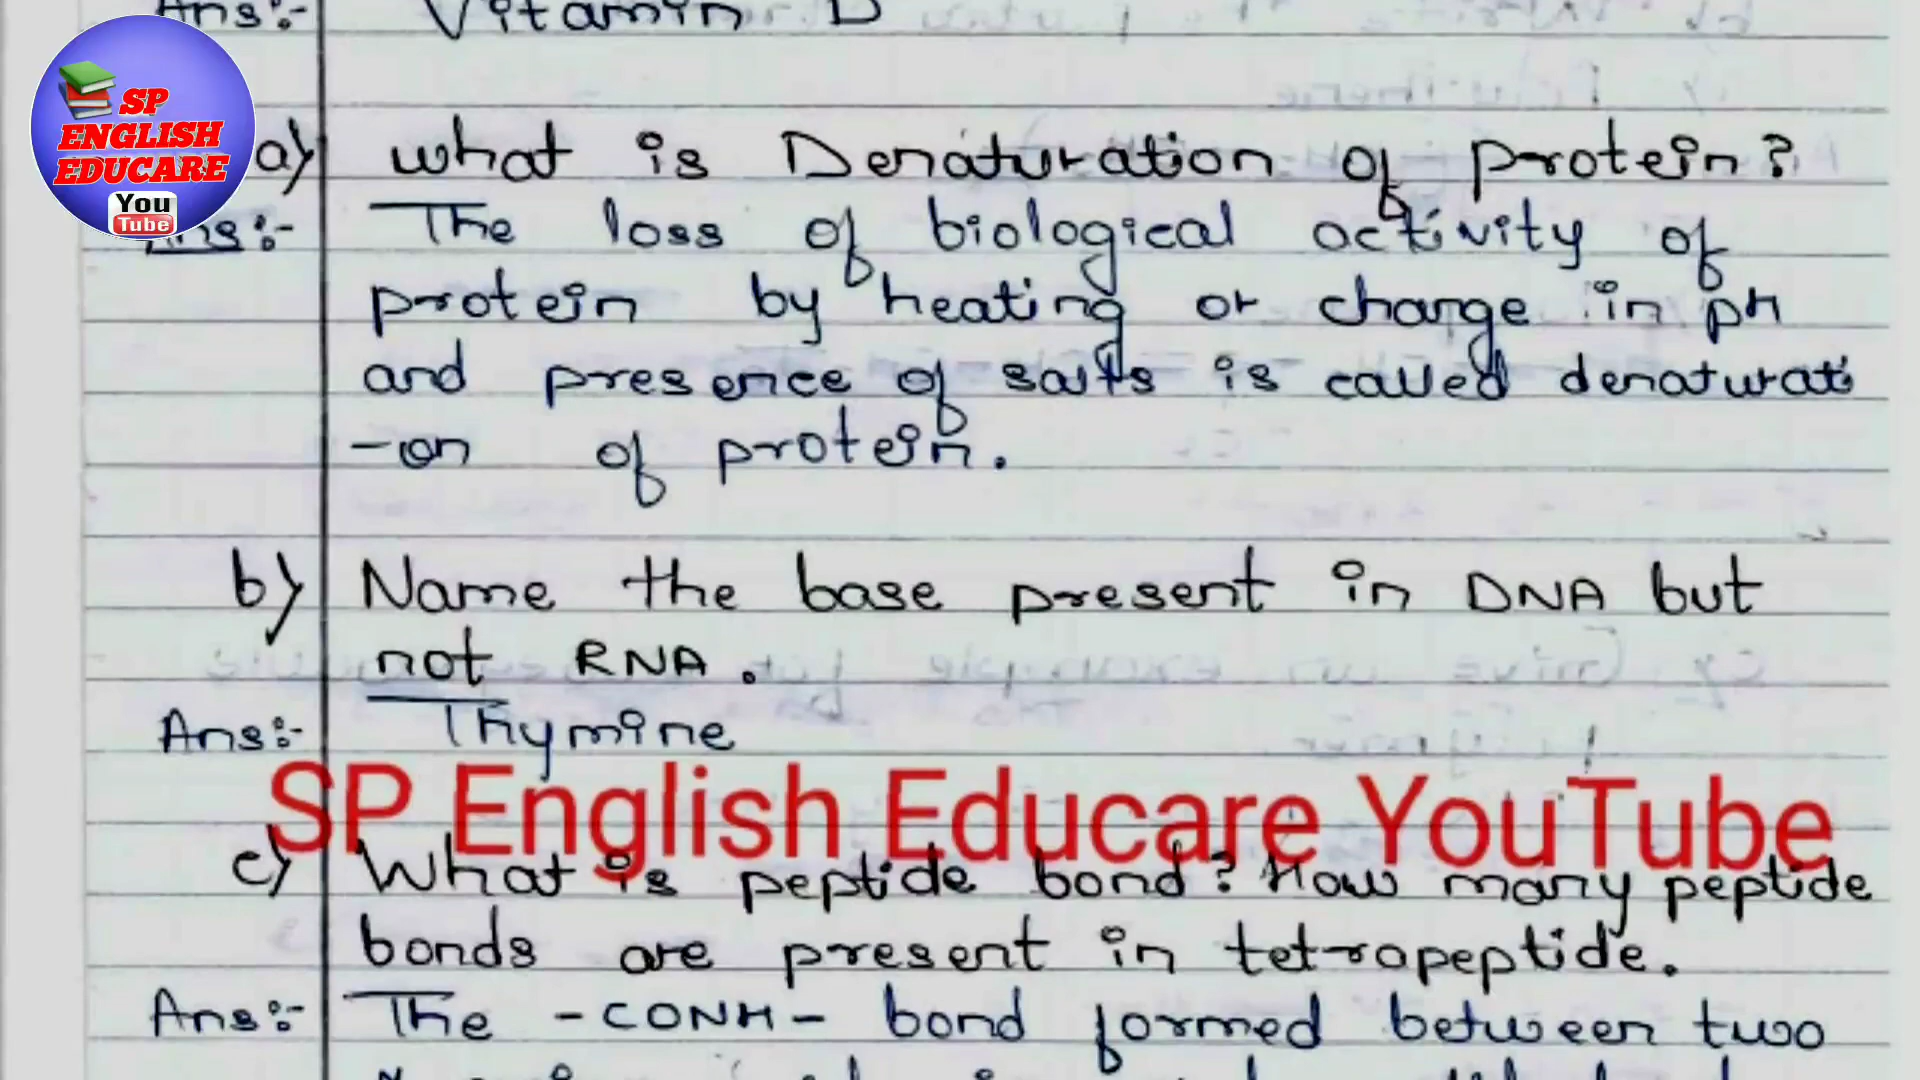 Ans:- Vitamin D
SP
ENGLISH
EDUCARE
You
Tube
a) What is Denaturation of protein?
Ans:- The loss of biological activity of
protein by heating or change in pH
and presence of salts is called denaturati
-on of protein.
b) Name the base present in DNA but
not RNA.
Ans:- Thymine
SP English Educare YouTube
c) What is peptide bond? How many peptide
bonds are present in tetrapeptide.
Ans:- The -CONH- bond formed between two